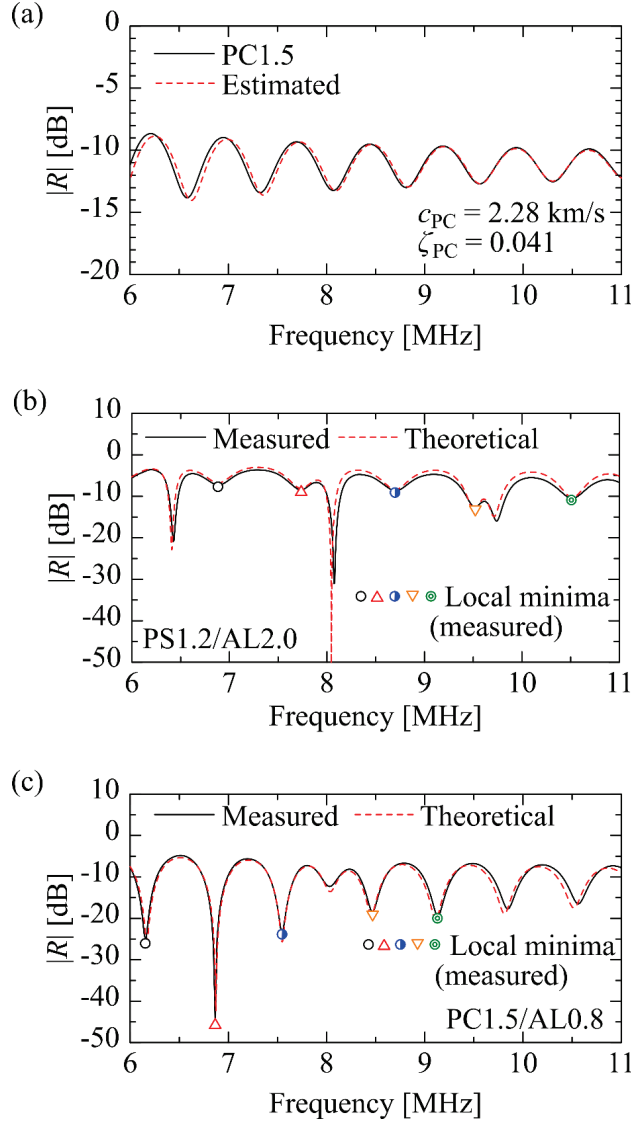 (a)
0
-5
-10
-15
-20
|R| [dB]
PC1.5
Estimated
cPC = 2.28 km/s
ζPC = 0.041
6 7 8 9 10 11
Frequency [MHz]
(b)
10
0
-10
-20
-30
-40
-50
|R| [dB]
Measured Theoretical
Local minima
(measured)
PS1.2/AL2.0
6 7 8 9 10 11
Frequency [MHz]
(c)
10
0
-10
-20
-30
-40
-50
|R| [dB]
Measured Theoretical
Local minima
(measured)
PC1.5/AL0.8
6 7 8 9 10 11
Frequency [MHz]